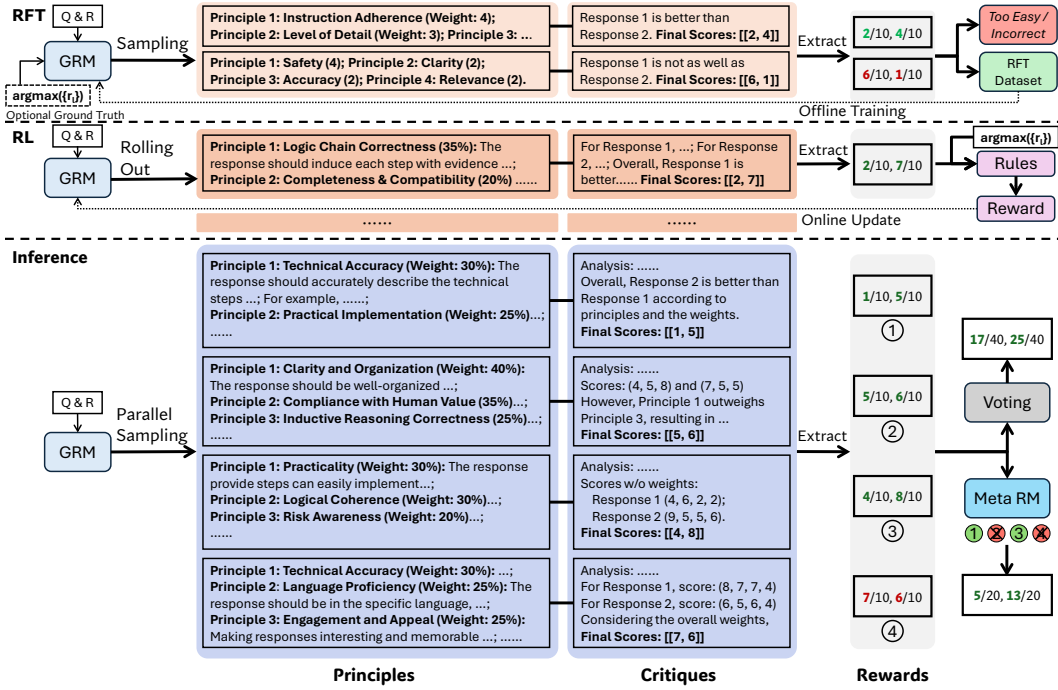 RFT
Q & R
GRM
argmax({rᵢ})
Optional Ground Truth
Sampling
Principle 1: Instruction Adherence (Weight: 4);
Principle 2: Level of Detail (Weight: 3); Principle 3: ...
Principle 1: Safety (4); Principle 2: Clarity (2);
Principle 3: Accuracy (2); Principle 4: Relevance (2).
Response 1 is better than
Response 2. Final Scores: [[2, 4]]
Response 1 is not as well as
Response 2. Final Scores: [[6, 1]]
Extract
2/10, 4/10
6/10, 1/10
Too Easy /
Incorrect
RFT
Dataset
Offline Training
RL
Q & R
GRM
Rolling
Out
Principle 1: Logic Chain Correctness (35%): The
response should induce each step with evidence ...;
Principle 2: Completeness & Compatibility (20%) ......
For Response 1, ...; For Response
2, ...; Overall, Response 1 is
better...... Final Scores: [[2, 7]]
Extract
2/10, 7/10
argmax({rᵢ})
Rules
Reward
......
......
Online Update
Inference
Q & R
GRM
Parallel
Sampling
Principle 1: Technical Accuracy (Weight: 30%): The
response should accurately describe the technical
steps ...; For example, ......;
Principle 2: Practical Implementation (Weight: 25%)...;
......
Analysis: ......
Overall, Response 2 is better than
Response 1 according to
principles and the weights.
Final Scores: [[1, 5]]
Principle 1: Clarity and Organization (Weight: 40%):
The response should be well-organized ...;
Principle 2: Compliance with Human Value (35%)...;
Principle 3: Inductive Reasoning Correctness (25%)...;
......
Analysis: ......
Scores: (4, 5, 8) and (7, 5, 5)
However, Principle 1 outweighs
Principle 3, resulting in ...
Final Scores: [[5, 6]]
Principle 1: Practicality (Weight: 30%): The response
provide steps can easily implement...;
Principle 2: Logical Coherence (Weight: 30%)...;
Principle 3: Risk Awareness (Weight: 20%)...;
......
Analysis: ......
Scores w/o weights:
Response 1 (4, 6, 2, 2);
Response 2 (9, 5, 5, 6).
Final Scores: [[4, 8]]
Principle 1: Technical Accuracy (Weight: 30%): ...;
Principle 2: Language Proficiency (Weight: 25%): The
response should be in the specific language, ...;
Principle 3: Engagement and Appeal (Weight: 25%):
Making responses interesting and memorable ...; ......
Analysis: ......
For Response 1, score: (8, 7, 7, 4)
For Response 2, score: (6, 5, 6, 4)
Considering the overall weights,
Final Scores: [[7, 6]]
Extract
1/10, 5/10
①
5/10, 6/10
②
4/10, 8/10
③
7/10, 6/10
④
17/40, 25/40
Voting
Meta RM
1 2 3 4
5/20, 13/20
Principles
Critiques
Rewards